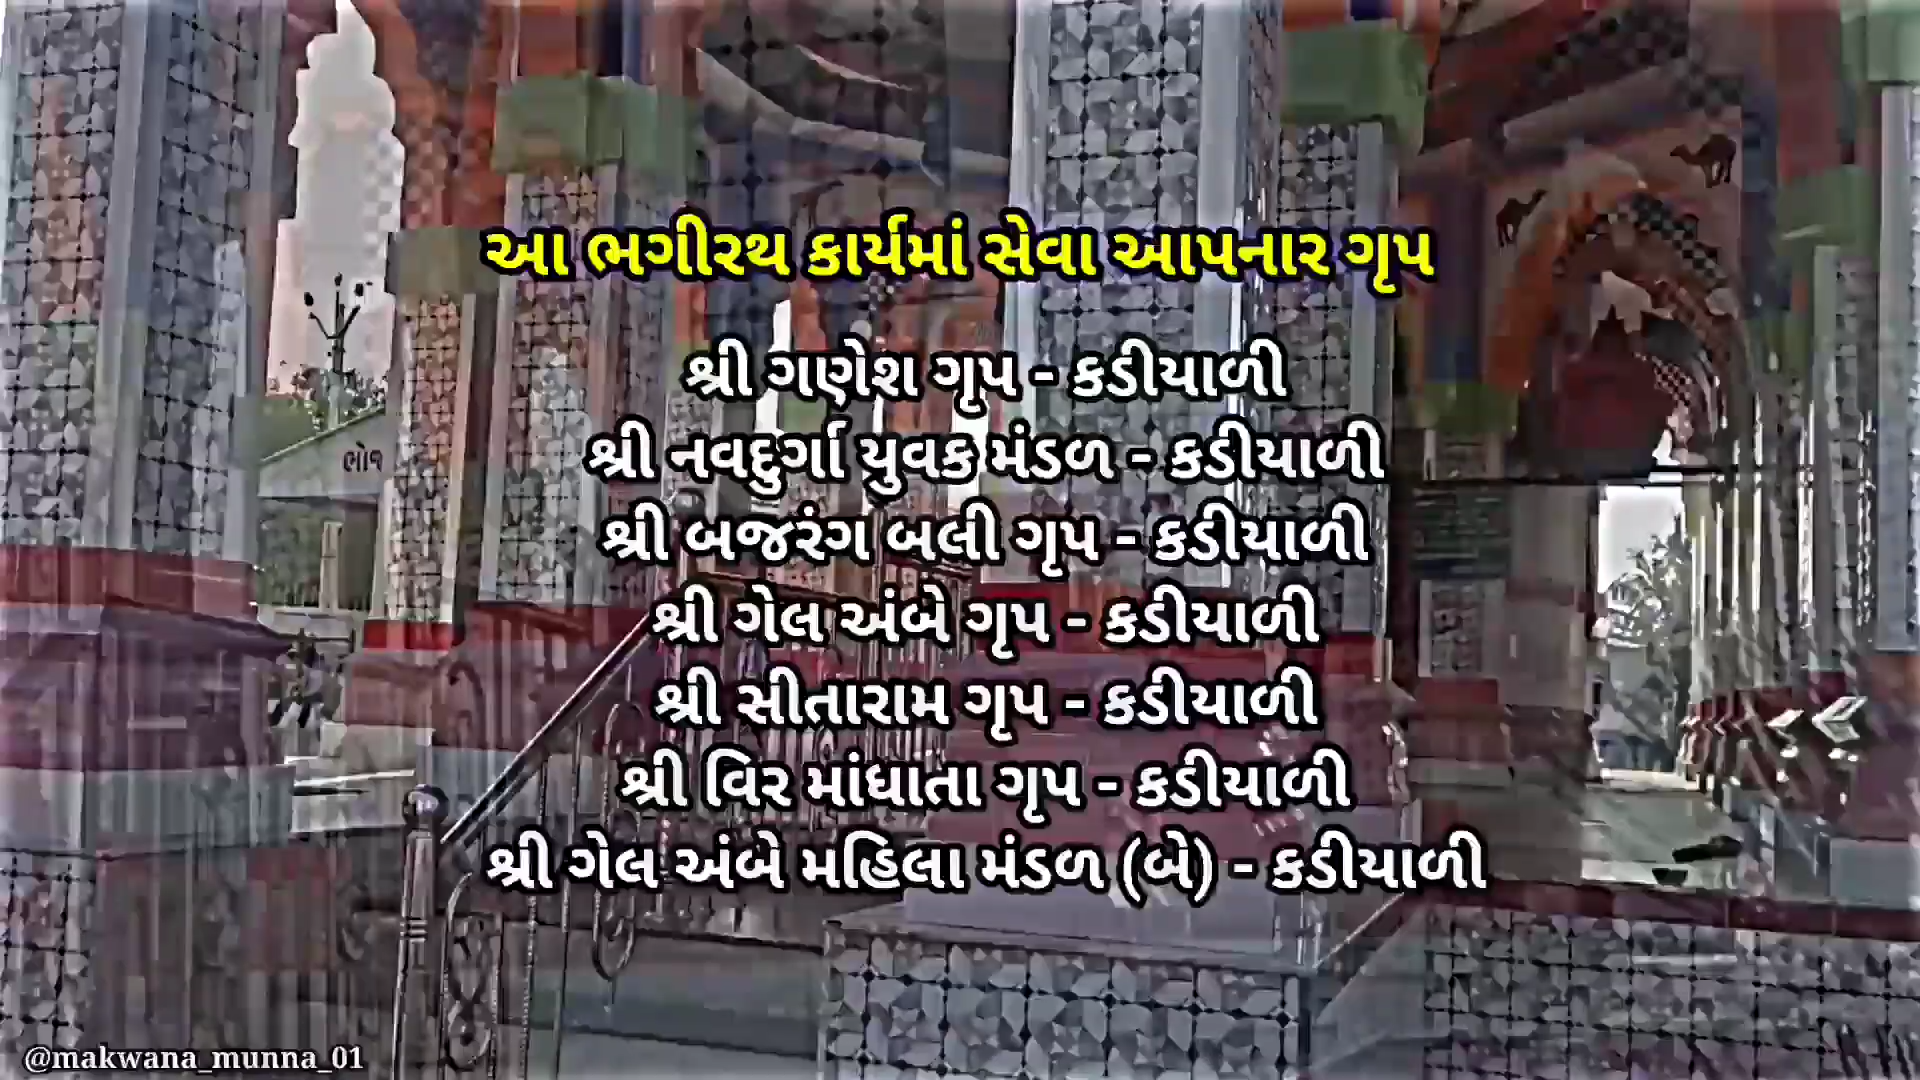 આ ભગીરથ કાર્યમાં સેવા આપનાર ગૃપ
શ્રી ગણેશ ગૃપ - કડીયાળી
શ્રી નવદુર્ગા યુવક મંડળ - કડીયાળી
ભોજ
શ્રી બજરંગ બલી ગૃપ - કડીયાળી
શ્રી ગેલ અંબે ગૃપ - કડીયાળી
શ્રી સીતારામ ગૃપ - કડીયાળી
શ્રી વિર માંધાતા ગૃપ - કડીયાળી
શ્રી ગેલ અંબે મહિલા મંડળ (બે) - કડીયાળી
@makwana_munna_01